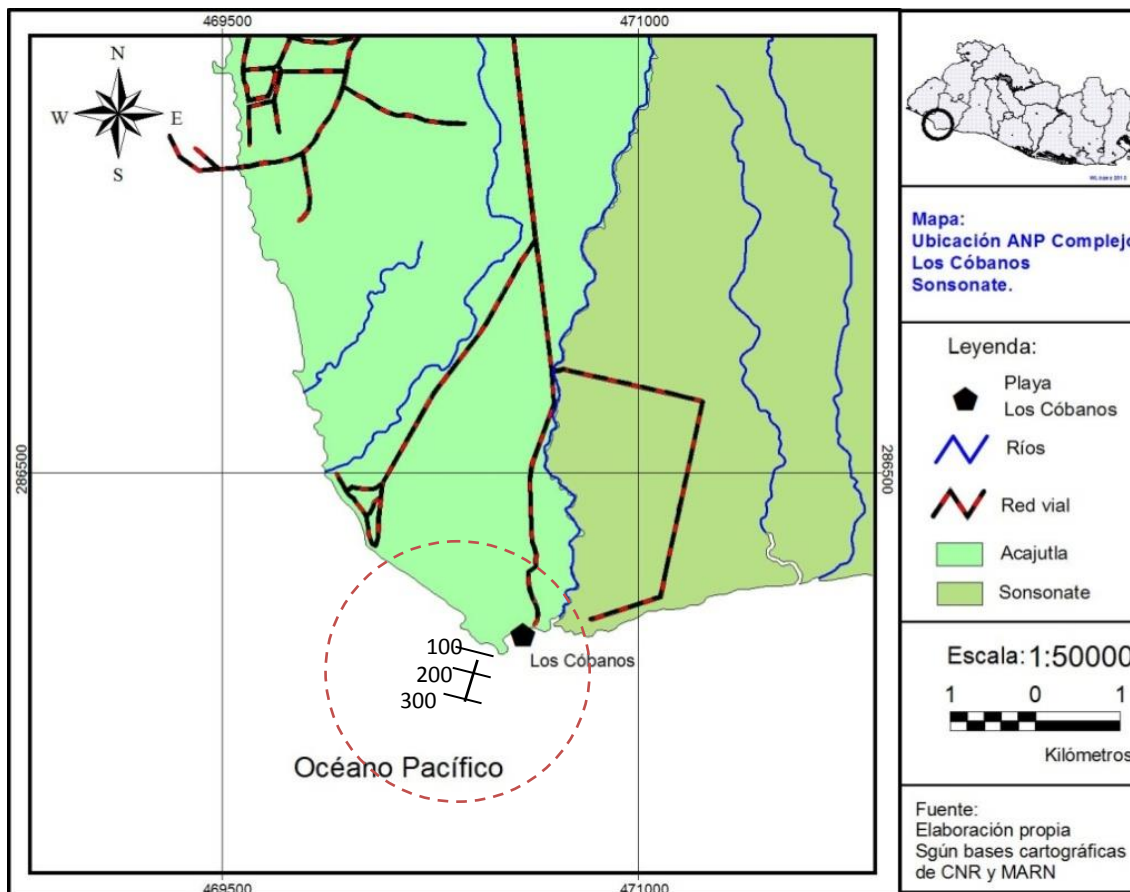 469500
471000
N
W
E
S
286500
286500
100
200
300
Los Cóbanos
Océano Pacífico
469500
471000
Mapa:
Ubicación ANP Complejo
Los Cóbanos
Sonsonate.
Leyenda:
Playa
Los Cóbanos
Ríos
Red vial
Acajutla
Sonsonate
Escala: 1:50000
1 0 1
Kilómetros
Fuente:
Elaboración propia
Sgún bases cartográficas
de CNR y MARN